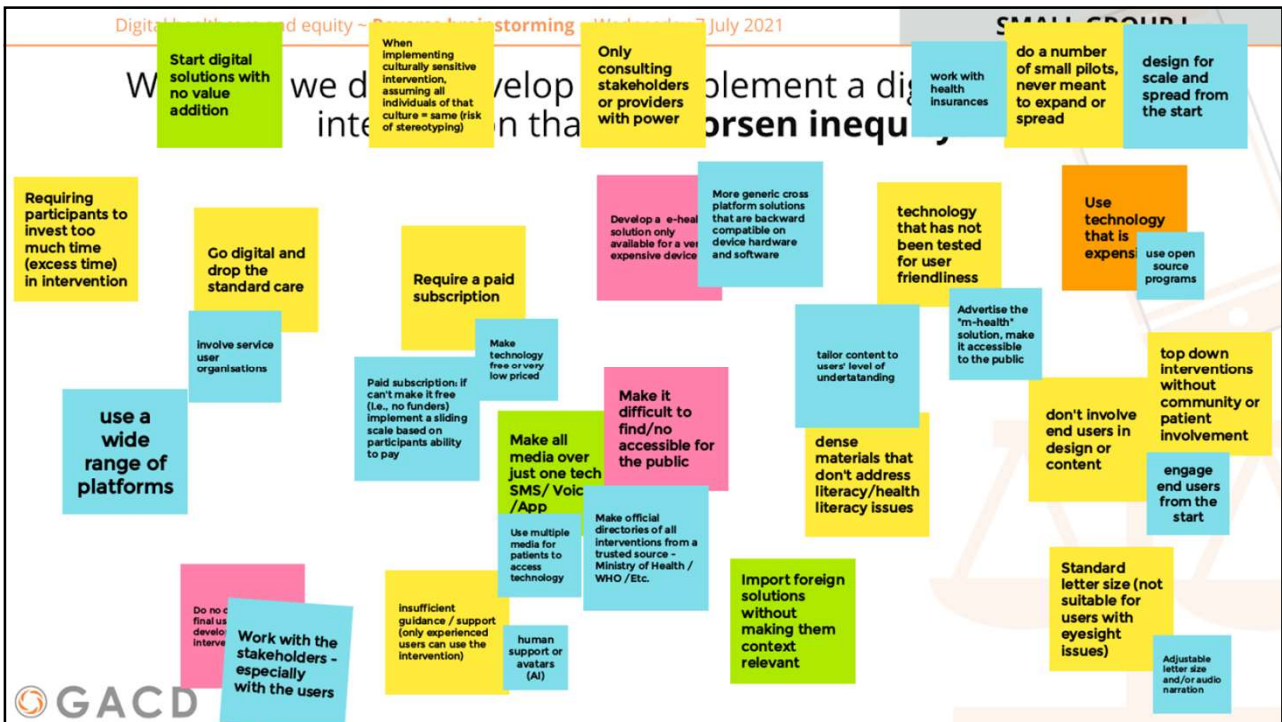 Digital
and equity ~
storming
7 July 2021
W
we d
velop
plement a dig
inte
on tha
orsen inequ
Start digital
solutions with
no value
addition
When
implementing
culturally sensitive
intervention,
assuming all
individuals of that
culture = same (risk
of stereotyping)
Only
consulting
stakeholders
or providers
with power
work with
health
insurances
do a number
of small pilots,
never meant
to expand or
spread
design for
scale and
spread from
the start
Requiring
participants to
invest too
much time
(excess time)
in intervention
Go digital and
drop the
standard care
involve service
user
organisations
Require a paid
subscription
Make
technology
free or very
low priced
Paid subscription: if
can't make it free
(I.e., no funders)
implement a sliding
scale based on
participants ability
to pay
Develop a e-heal
solution only
available for a ver
expensive device
More generic cross
platform solutions
that are backward
compatible on
device hardware
and software
technology
that has not
been tested
for user
friendliness
Advertise the
"m-health"
solution, make
it accessible
to the public
Use
technology
that is
expensi
use open
source
programs
use a
wide
range of
platforms
Make all
media over
just one tech
SMS/ Voic
/App
Use multiple
media for
patients to
access
technology
Make it
difficult to
find/no
accessible for
the public
Make official
directories of all
interventions from a
trusted source -
Ministry of Health /
WHO /Etc.
tailor content to
users' level of
undertatanding
dense
materials that
don't address
literacy/health
literacy issues
don't involve
end users in
design or
content
top down
interventions
without
community or
patient
involvement
engage
end users
from the
start
Do no
final us
develo
interve
Work with the
stakeholders -
especially
with the users
insufficient
guidance / support
(only experienced
users can use the
intervention)
human
support or
avatars
(AI)
Import foreign
solutions
without
making them
context
relevant
Standard
letter size (not
suitable for
users with
eyesight
issues)
Adjustable
letter size
and/or audio
narration
GACD